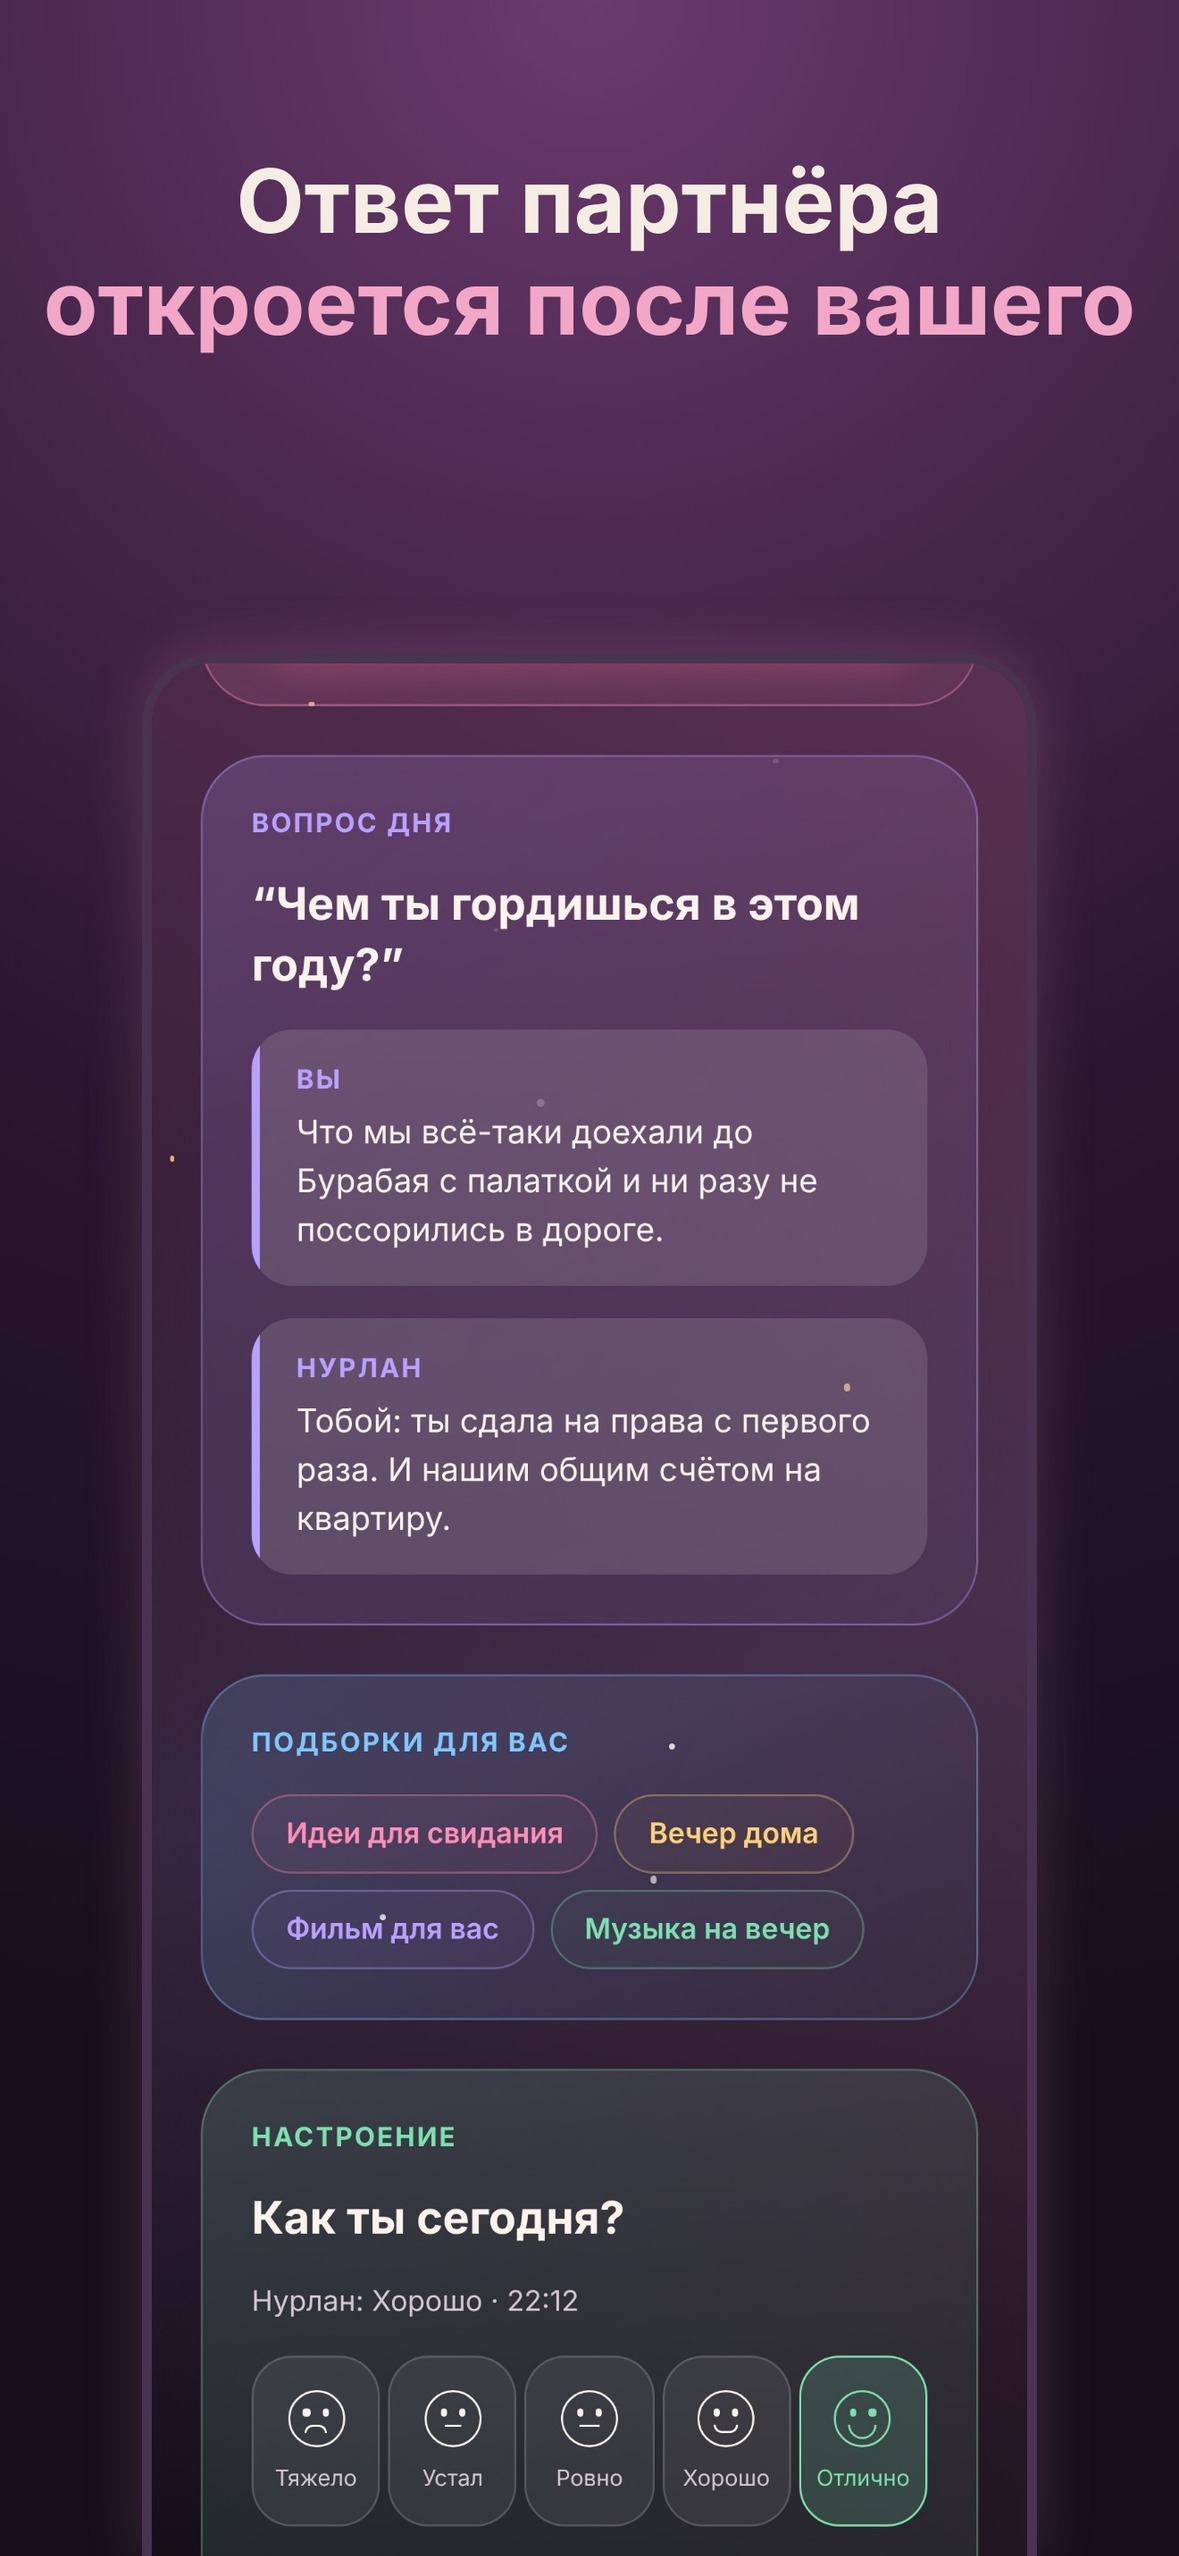 Ответ партнёра
откроется после вашего
ВОПРОС ДНЯ
“Чем ты гордишься в этом
году?”
ВЫ
Что мы всё-таки доехали до
Бурабая с палаткой и ни разу не
поссорились в дороге.
НУРЛАН
Тобой: ты сдала на права с первого
раза. И нашим общим счётом на
квартиру.
ПОДБОРКИ ДЛЯ ВАС
Идеи для свидания
Вечер дома
Фильм для вас
Музыка на вечер
НАСТРОЕНИЕ
Как ты сегодня?
Нурлан: Хорошо · 22:12
Тяжело
Устал
Ровно
Хорошо
Отлично